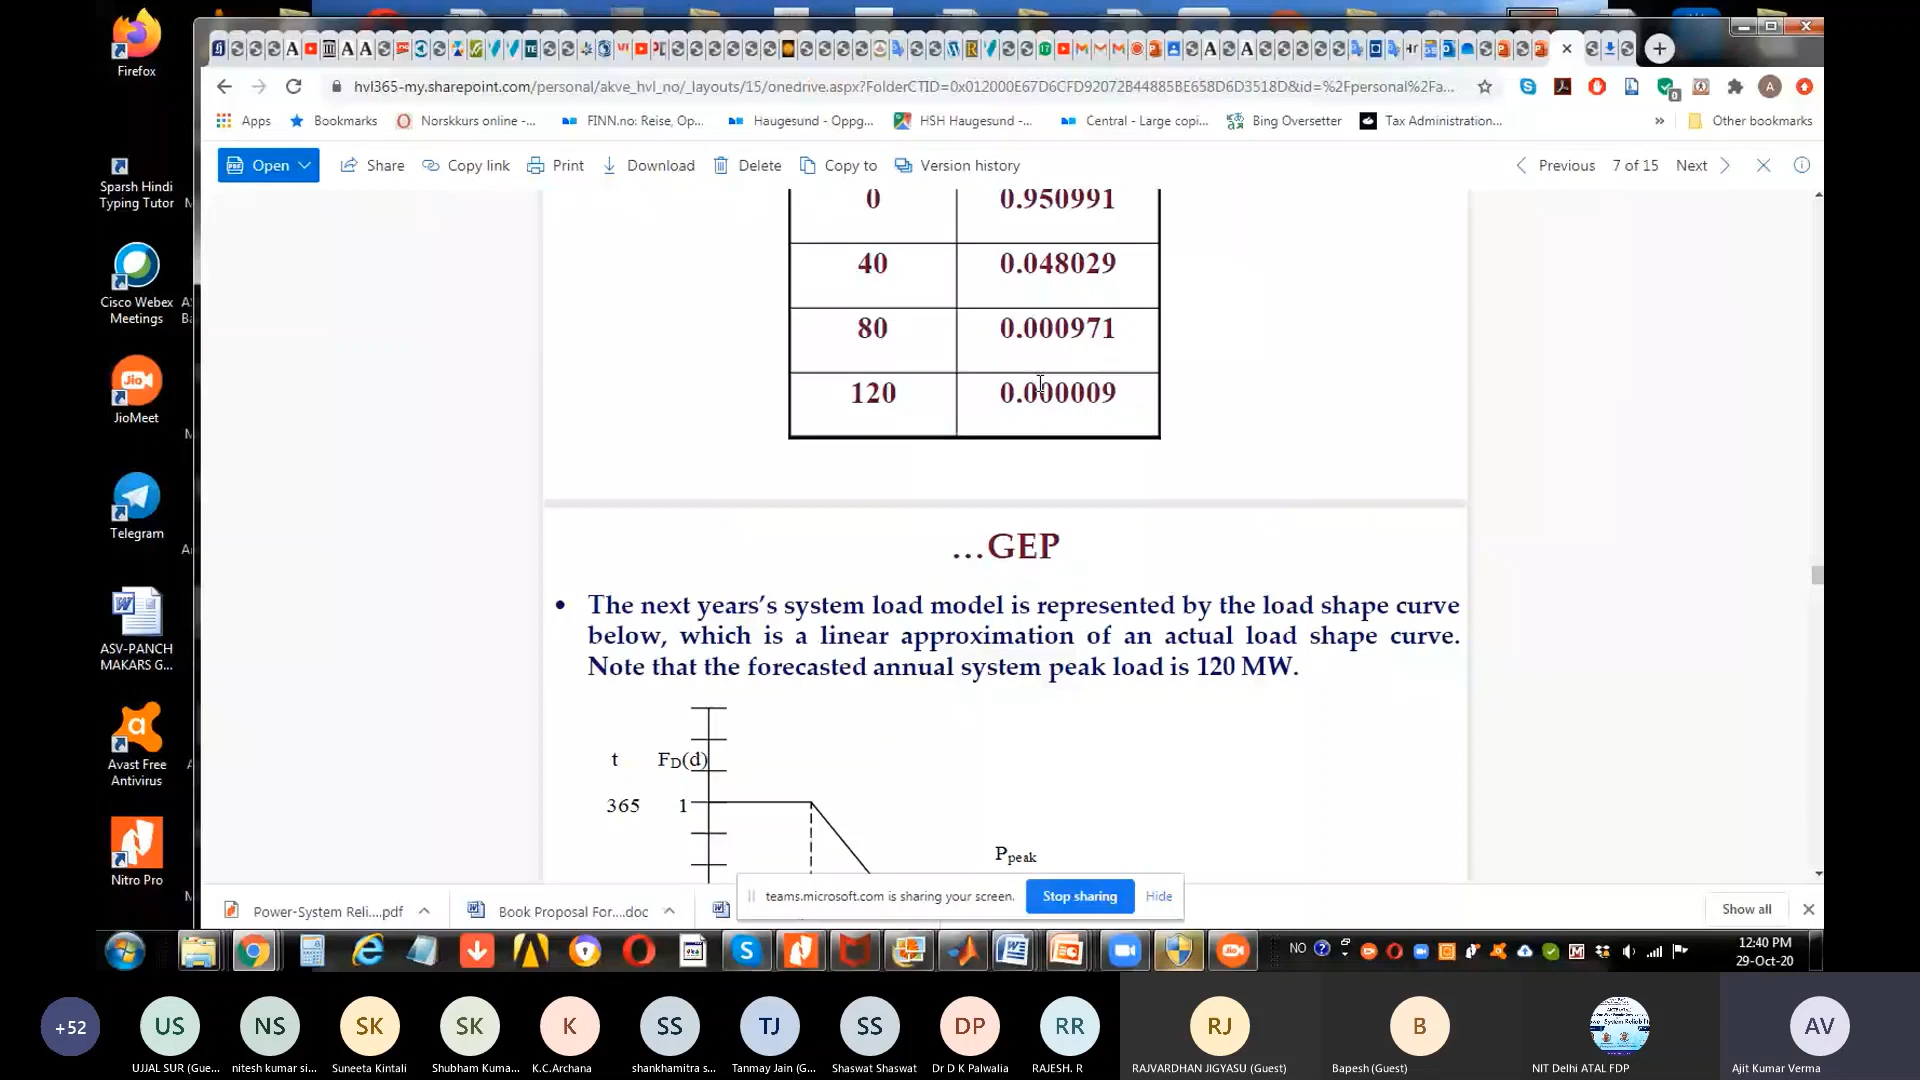 Firefox
hvl365-my.sharepoint.com/personal/akve_hvl_no/_layouts/15/onedrive.aspx?FolderCTID=0x012000E67D6CFD92072B44885BE658D6D3518D&id=%2Fpersonal%2Fa...
Apps Bookmarks Norskkurs online -... FINN.no: Reise, Op... Haugesund - Oppg... HSH Haugesund -... Central - Large copi... Bing Oversetter Tax Administration... » Other bookmarks
Open Share Copy link Print Download Delete Copy to Version history Previous 7 of 15 Next
Sparsh Hindi
Typing Tutor
0 0.950991
40 0.048029
80 0.000971
120 0.000009
Cisco Webex
Meetings
JioMeet
Telegram
ASV-PANCH
MAKARS G...
Avast Free
Antivirus
Nitro Pro
...GEP
• The next years's system load model is represented by the load shape curve
below, which is a linear approximation of an actual load shape curve.
Note that the forecasted annual system peak load is 120 MW.
t FD(d)
365 1
Ppeak
teams.microsoft.com is sharing your screen. Stop sharing Hide
Power-System Reli....pdf Book Proposal For....doc Show all
NO 12:40 PM
29-Oct-20
+52 US NS SK SK K SS TJ SS DP RR RJ B AV
UJJAL SUR (Gue... nitesh kumar si... Suneeta Kintali Shubham Kuma... K.C.Archana shankhamitra s... Tanmay Jain (G... Shaswat Shaswat Dr D K Palwalia RAJESH. R RAJVARDHAN JIGYASU (Guest) Bapesh (Guest) NIT Delhi ATAL FDP Ajit Kumar Verma